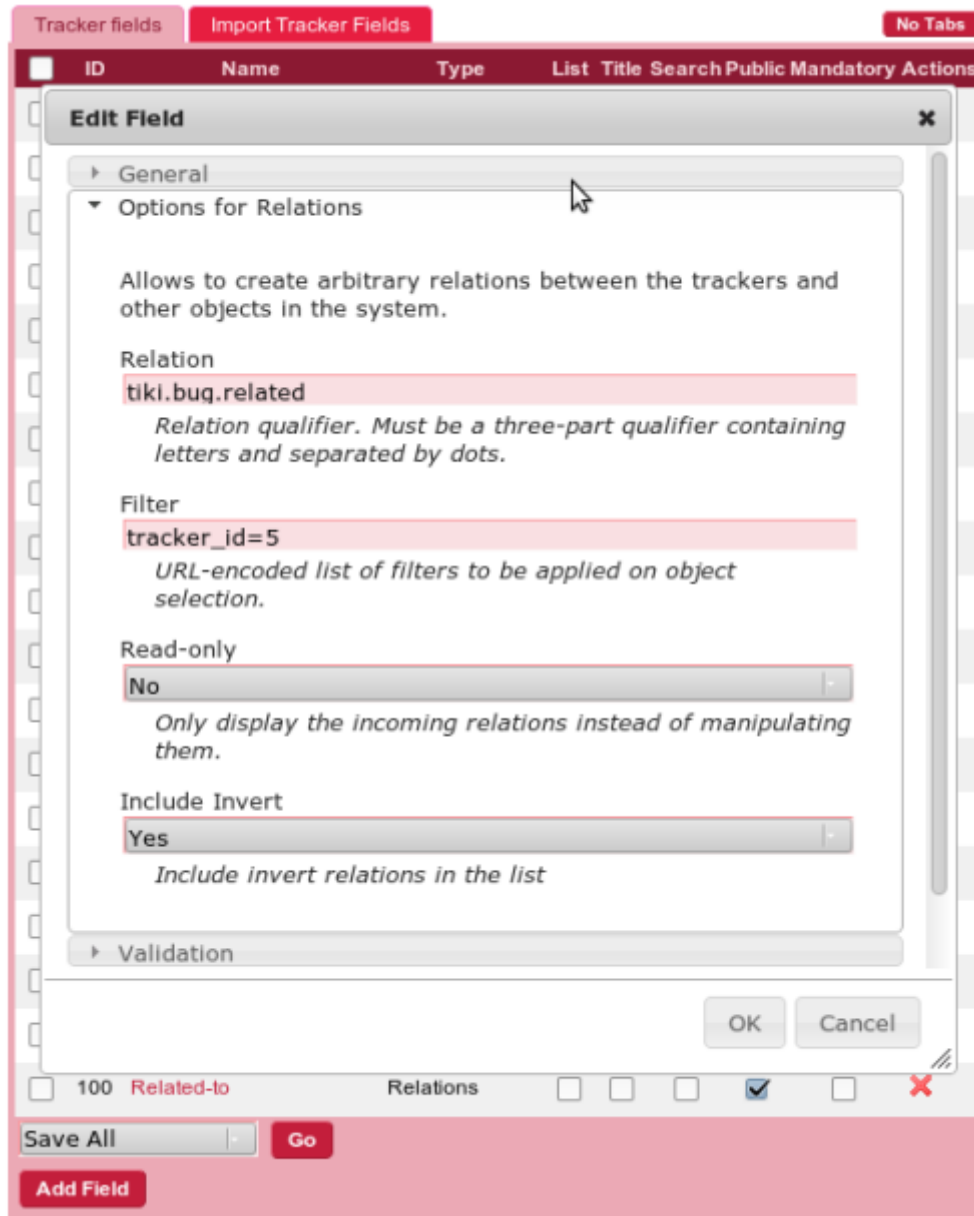 Tracker fields Import Tracker Fields No Tabs
ID Name Type List Title Search Public Mandatory Actions
Edit Field
General
Options for Relations
Allows to create arbitrary relations between the trackers and
other objects in the system.
Relation
tiki.bug.related
Relation qualifier. Must be a three-part qualifier containing
letters and separated by dots.
Filter
tracker_id=5
URL-encoded list of filters to be applied on object
selection.
Read-only
No
Only display the incoming relations instead of manipulating
them.
Include Invert
Yes
Include invert relations in the list
Validation
OK Cancel
100 Related-to Relations
Save All Go
Add Field